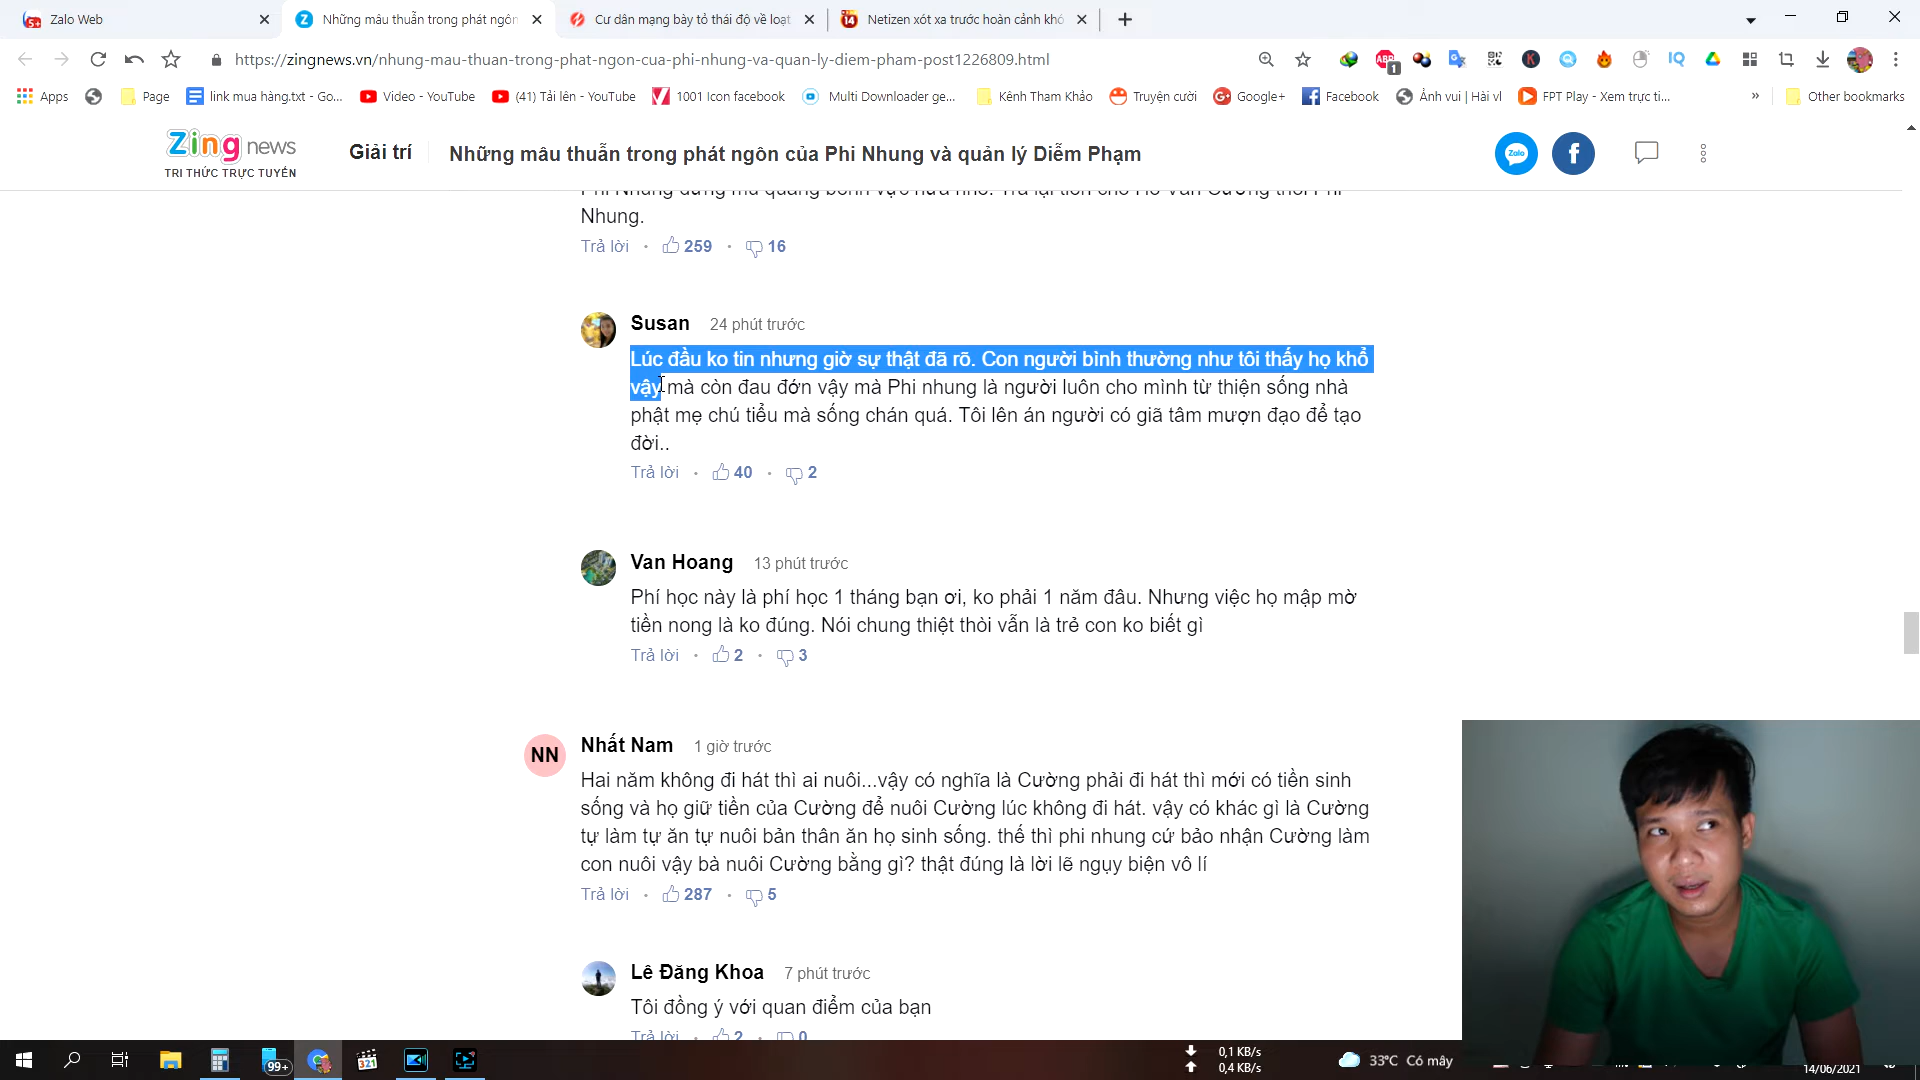 Zalo Web
Những mâu thuẫn trong phát ngôn
Cư dân mạng bày tỏ thái độ về loạt
Netizen xót xa trước hoàn cảnh khó
https://zingnews.vn/nhung-mau-thuan-trong-phat-ngon-cua-phi-nhung-va-quan-ly-diem-pham-post1226809.html
Apps
Page
link mua hàng.txt - Go...
Video - YouTube
(41) Tải lên - YouTube
1001 Icon facebook
Multi Downloader ge...
Kênh Tham Khảo
Truyện cười
Google+
Facebook
Ảnh vui | Hài vl
FPT Play - Xem trực ti...
»
Other bookmarks
Zing news
TRI THỨC TRỰC TUYẾN
Giải trí
Những mâu thuẫn trong phát ngôn của Phi Nhung và quản lý Diễm Phạm
Zalo
Nhung.
Trả lời · 259 · 16
Susan 24 phút trước
Lúc đầu ko tin nhưng giờ sự thật đã rõ. Con người bình thường như tôi thấy họ khổ
vậy mà còn đau đớn vậy mà Phi nhung là người luôn cho mình từ thiện sống nhà
phật mẹ chú tiểu mà sống chán quá. Tôi lên án người có giã tâm mượn đạo để tạo
đời..
Trả lời · 40 · 2
Van Hoang 13 phút trước
Phí học này là phí học 1 tháng bạn ơi, ko phải 1 năm đâu. Nhưng việc họ mập mờ
tiền nong là ko đúng. Nói chung thiệt thòi vẫn là trẻ con ko biết gì
Trả lời · 2 · 3
NN
Nhất Nam 1 giờ trước
Hai năm không đi hát thì ai nuôi...vậy có nghĩa là Cường phải đi hát thì mới có tiền sinh
sống và họ giữ tiền của Cường để nuôi Cường lúc không đi hát. vậy có khác gì là Cường
tự làm tự ăn tự nuôi bản thân ăn họ sinh sống. thế thì phi nhung cứ bảo nhận Cường làm
con nuôi vậy bà nuôi Cường bằng gì? thật đúng là lời lẽ ngụy biện vô lí
Trả lời · 287 · 5
Lê Đăng Khoa 7 phút trước
Tôi đồng ý với quan điểm của bạn
Trả lời · 2 · 0
99+
321
0,1 KB/s
0,4 KB/s
33°C Có mây
14/06/2021